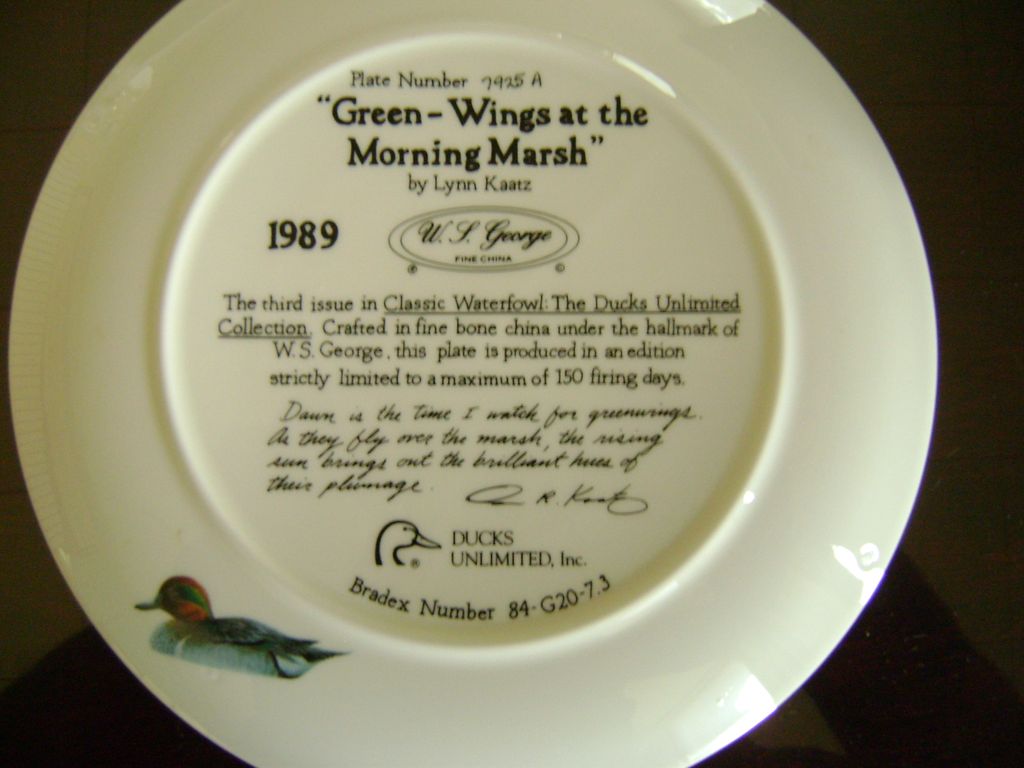 Plate Number 7925 A
"Green-Wings at the
Morning Marsh"
by Lynn Kaatz
1989
W. S. George
FINE CHINA
® ©
The third issue in Classic Waterfowl: The Ducks Unlimited
Collection. Crafted in fine bone china under the hallmark of
W. S. George, this plate is produced in an edition
strictly limited to a maximum of 150 firing days.
Dawn is the time I watch for greenwings.
As they fly over the marsh, the rising
sun brings out the brilliant hues of
their plumage.
R. Kaatz
DUCKS
UNLIMITED, Inc.
®
Bradex Number 84-G20-7.3